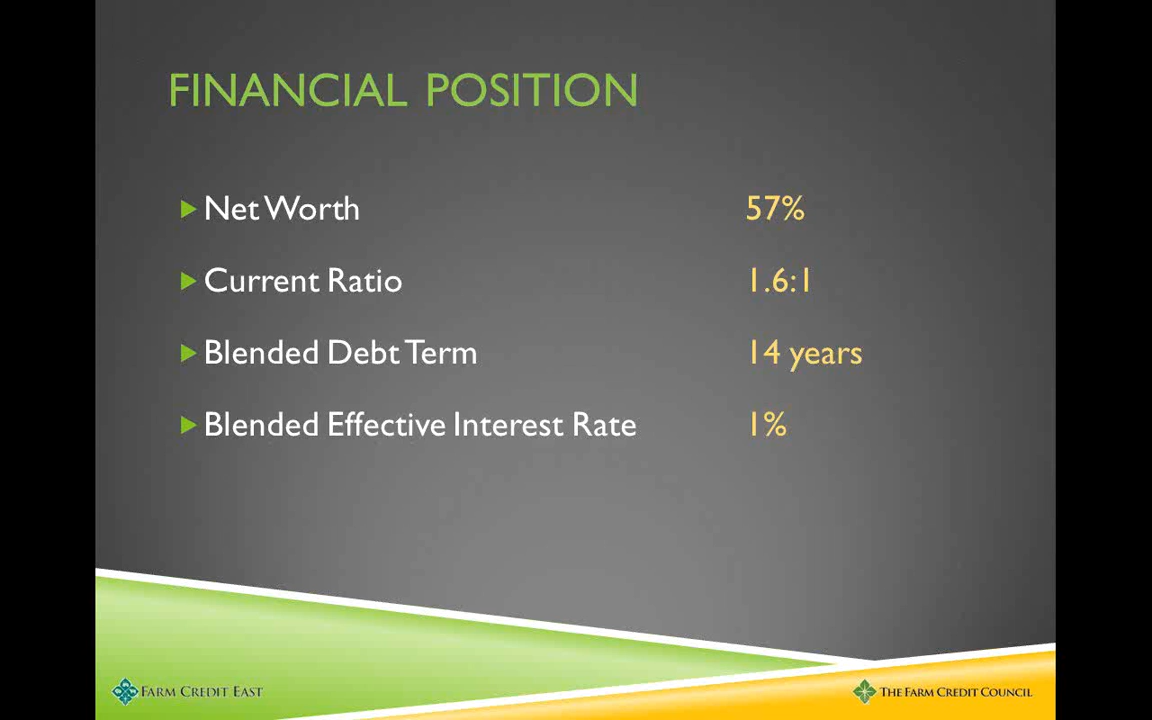 FINANCIAL POSITION
Net Worth 57%
Current Ratio 1.6:1
Blended Debt Term 14 years
Blended Effective Interest Rate 1%
FARM CREDIT EAST
THE FARM CREDIT COUNCIL